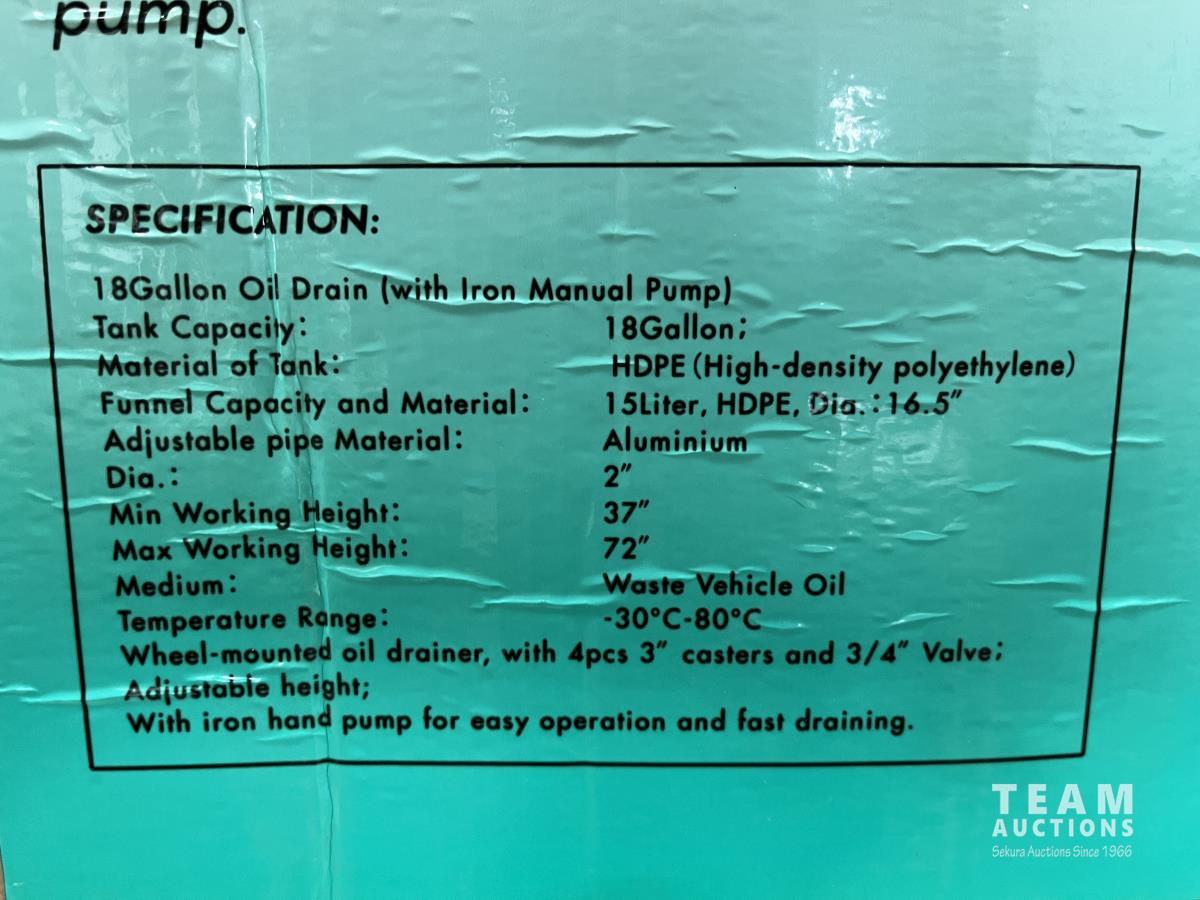 pump.
SPECIFICATION:
18Gallon Oil Drain (with Iron Manual Pump)
Tank Capacity: 18Gallon;
Material of Tank: HDPE (High-density polyethylene)
Funnel Capacity and Material: 15Liter, HDPE, Dia.:16.5"
Adjustable pipe Material: Aluminium
Dia.: 2"
Min Working Height: 37"
Max Working Height: 72"
Medium: Waste Vehicle Oil
Temperature Range: -30°C-80°C
Wheel-mounted oil drainer, with 4pcs 3" casters and 3/4" Valve;
Adjustable height;
With iron hand pump for easy operation and fast draining.
TEAM
AUCTIONS
Sekura Auctions Since 1966